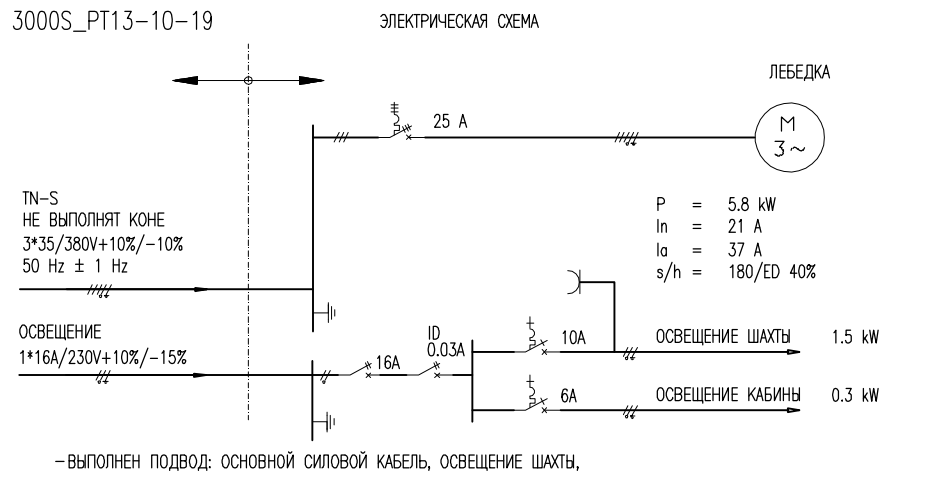 3000S_PT13-10-19
ЭЛЕКТРИЧЕСКАЯ СХЕМА
ЛЕБЕДКА
25 A
M
3~
TN-S
НЕ ВЫПОЛНЯТ КОНЕ
3*35/380V+10%/-10%
50 Hz ± 1 Hz
P = 5.8 kW
In = 21 A
Ia = 37 A
s/h = 180/ED 40%
ОСВЕЩЕНИЕ
1*16A/230V+10%/-15%
16A
ID
0.03A
10A
ОСВЕЩЕНИЕ ШАХТЫ 1.5 kW
6A
ОСВЕЩЕНИЕ КАБИНЫ 0.3 kW
-ВЫПОЛНЕН ПОДВОД: ОСНОВНОЙ СИЛОВОЙ КАБЕЛЬ, ОСВЕЩЕНИЕ ШАХТЫ,